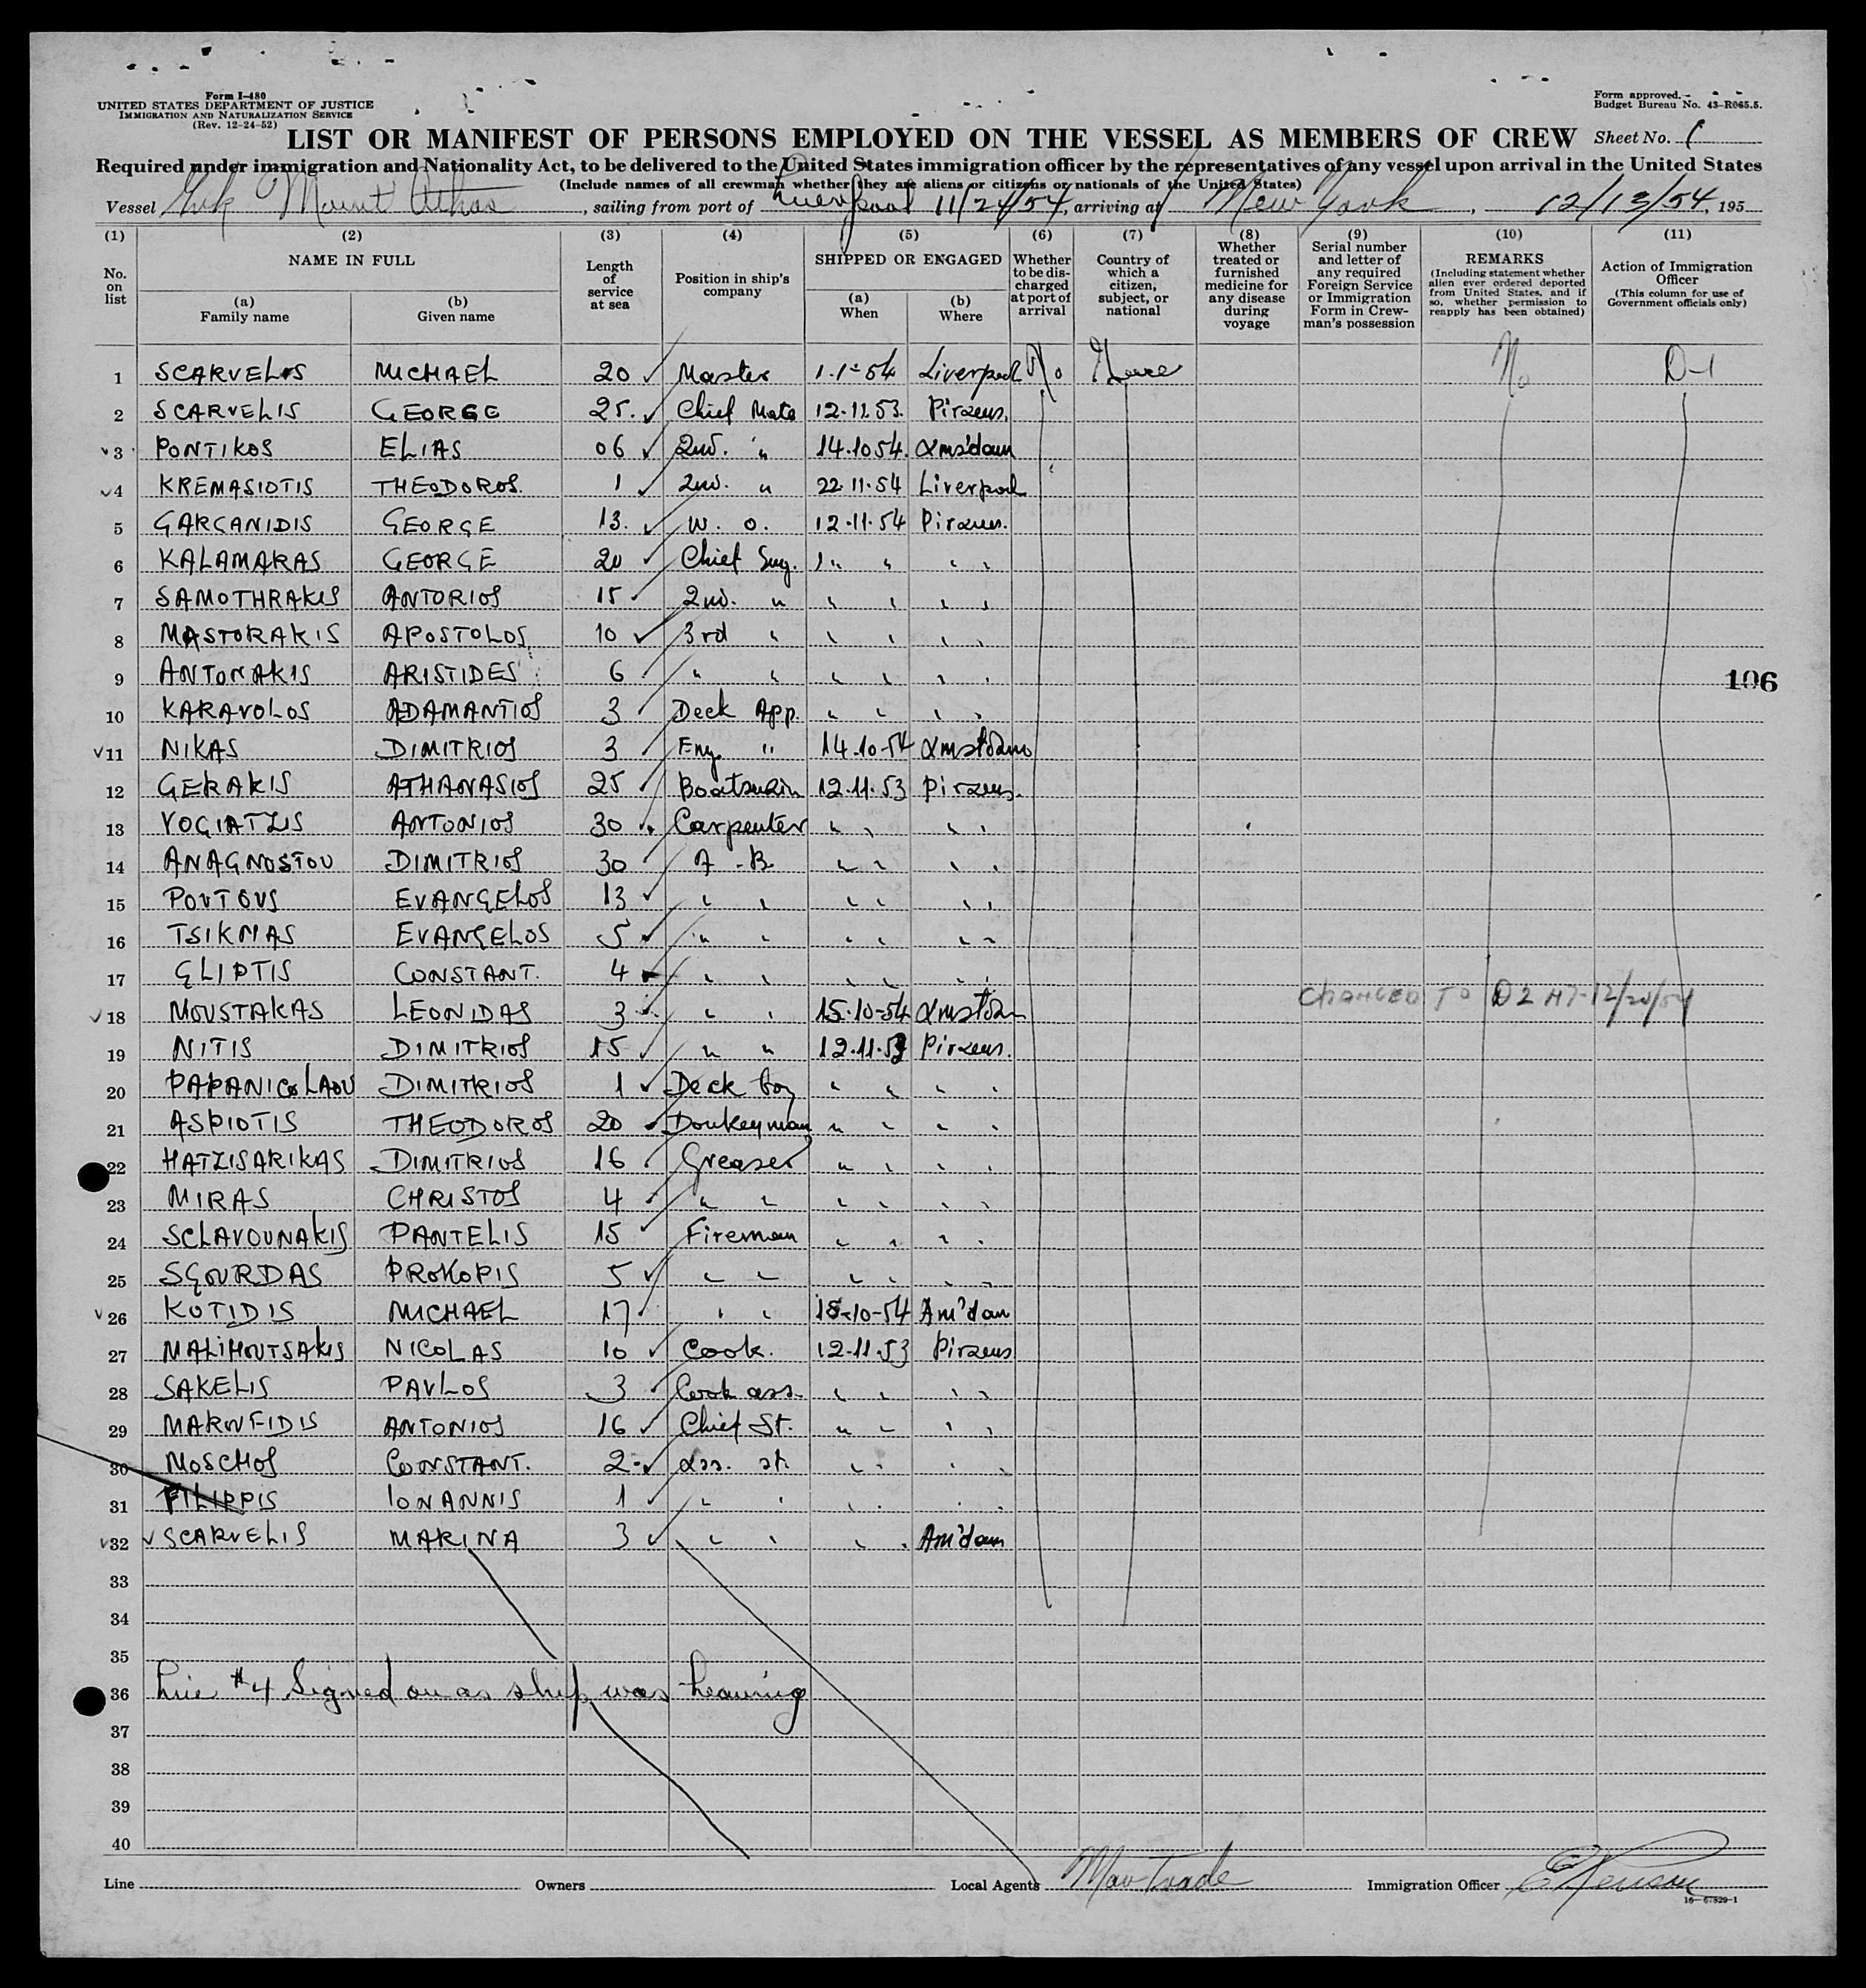 Form I-480
UNITED STATES DEPARTMENT OF JUSTICE
IMMIGRATION AND NATURALIZATION SERVICE
(Rev. 12-24-52)
Form approved.
Budget Bureau No. 43-R065.5.
LIST OR MANIFEST OF PERSONS EMPLOYED ON THE VESSEL AS MEMBERS OF CREW Sheet No. 1
Required under immigration and Nationality Act, to be delivered to the United States immigration officer by the representatives of any vessel upon arrival in the United States
(Include names of all crewman whether they are aliens or citizens or nationals of the United States)
Vessel Grk Mount Athos, sailing from port of Liverpool 11/24/54, arriving at New York, 12/13/54, 195
(1) (2) (3) (4) (5) (6) (7) (8) (9) (10) (11)
No. on list
NAME IN FULL
(a) Family name
(b) Given name
Length of service at sea
Position in ship's company
SHIPPED OR ENGAGED
(a) When
(b) Where
Whether to be discharged at port of arrival
Country of which a citizen, subject, or national
Whether treated or furnished medicine for any disease during voyage
Serial number and letter of any required Foreign Service or Immigration Form in Crewman's possession
REMARKS
(Including statement whether alien ever ordered deported from United States, and if so, whether permission to reapply has been obtained)
Action of Immigration Officer
(This column for use of Government officials only)
1 SCARVELIS MICHAEL 20 Master Liverpool No Greece No D-1
2 SCARVELIS GEORGE 25. Chief Mate 12.11.53. Piraeus.
3 PONTIKOS ELIAS 06 2nd. " 14.10.54. Amsdam
4 KREMASIOTIS THEODOROS. 1 2nd. " 22.11.54 Liverpool
5 GARGANIDIS GEORGE 13. W. O. 12.11.54 Piraeus.
6 KALAMARAS GEORGE 20 Chief Eng. " " " "
7 SAMOTHRAKIS ANTONIOS 15 2nd. " " " " "
8 MASTORAKIS APOSTOLOS 10 3rd " " " " "
9 ANTONAKIS ARISTIDES 6 " " " " " "
106
10 KARAVOLOS ADAMANTIOS 3 Deck App. " " " "
11 NIKAS DIMITRIOS 3 Eng " 14.10-54 Amstdam
12 GERAKIS ATHANASIOS 25 Boatswain 12.11.53 Piraeus.
13 VOGIATZIS ANTONIOS 30 Carpenter " " " "
14 ANAGNOSTOU DIMITRIOS 30 A.B. " " " "
15 POUTOUS EVANGELOS 13 " " " " " "
16 TSIKMAS EVANGELOS 5 " " " " " "
17 GLIPTIS CONSTANT. 4 " " " " " "
CHANGED TO D2 12/20/54
18 MOUSTAKAS LEONIDAS 3 " " 15.10-54 Amstdam
19 NITIS DIMITRIOS 15 " " 12.11.53 Piraeus.
20 PAPANICOLAOU DIMITRIOS 1 Deck boy " " " "
21 ASPIOTIS THEODOROS 20 Donkeyman " " " "
22 HATZISARIKAS DIMITRIOS 16 Greaser " " " "
23 MIRAS CHRISTOS 4 " " " " " "
24 SCLAVOUNAKIS PANTELIS 15 Fireman " " " "
25 SGOURDAS PROKOPIS 5 " " " " " "
26 KOTIDIS MICHAEL 17 " " 15-10-54 Am'dam
27 MALIHOUTSAKIS NICOLAS 10 Cook. 12.11.53 Piraeus
28 SAKELIS PAVLOS 3 Cook ass. " " " "
29 MAROUFIDIS ANTONIOS 16 Chief St. " " " "
30 MOSCHOS CONSTANT. 2 Ass. st. " " " "
31 FILIPPIS IONANNIS 1 " " " " " "
32 SCARVELIS MARINA 3 " " " " Am'dam
33
34
35
36 Line #4 Signed on as ship was leaving
37
38
39
40
Line Owners Local Agents Mar Trade Immigration Officer
16—67829-1